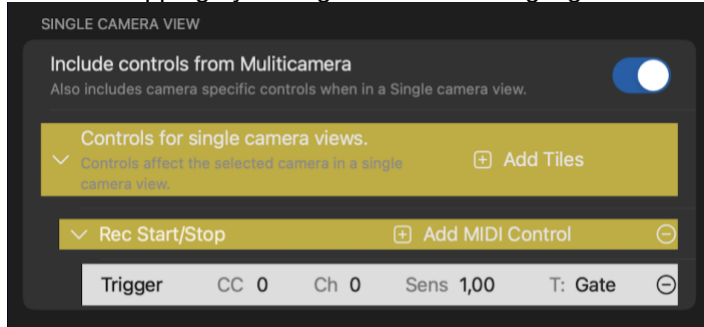 SINGLE CAMERA VIEW
Include controls from Muliticamera
Also includes camera specific controls when in a Single camera view.
Controls for single camera views.
Controls affect the selected camera in a single
camera view.
Add Tiles
Rec Start/Stop Add MIDI Control
Trigger CC 0 Ch 0 Sens 1,00 T: Gate